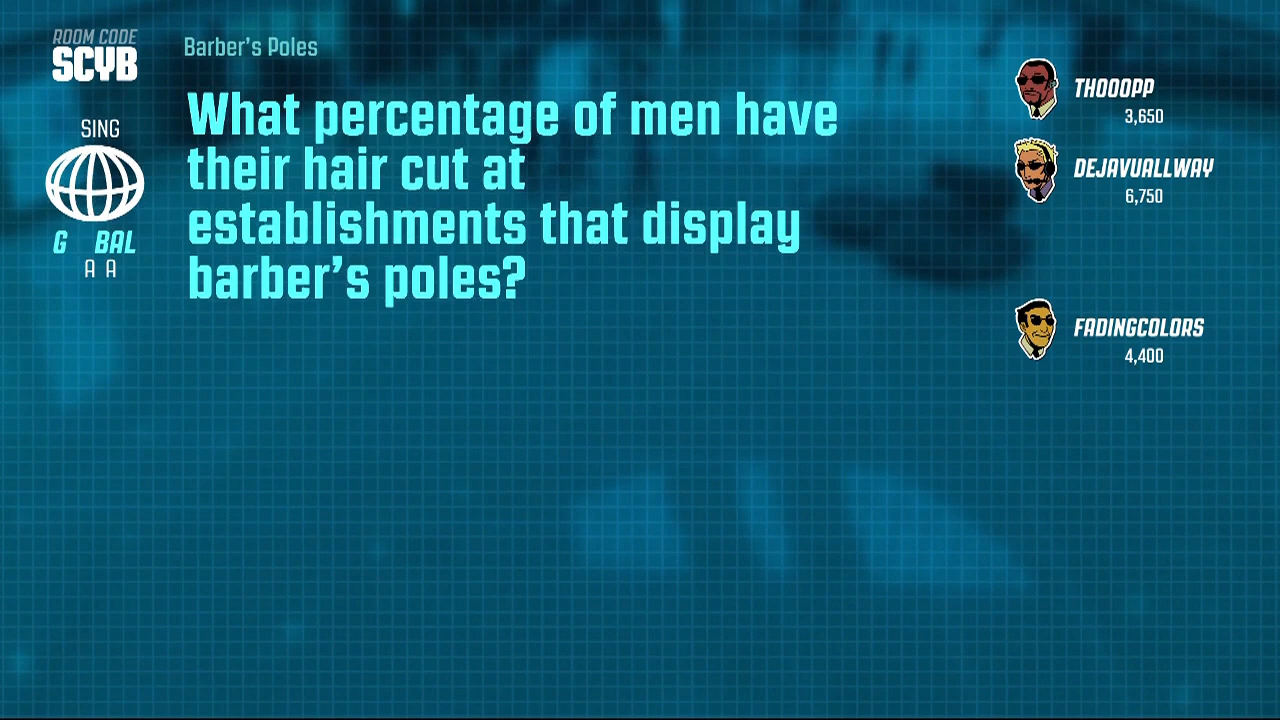 ROOM CODE
SCYB
Barber's Poles
What percentage of men have
their hair cut at
establishments that display
barber's poles?
SING
G BAL
A A
THOOOPP
3,650
DEJAVUALLWAY
6,750
FADINGCOLORS
4,400